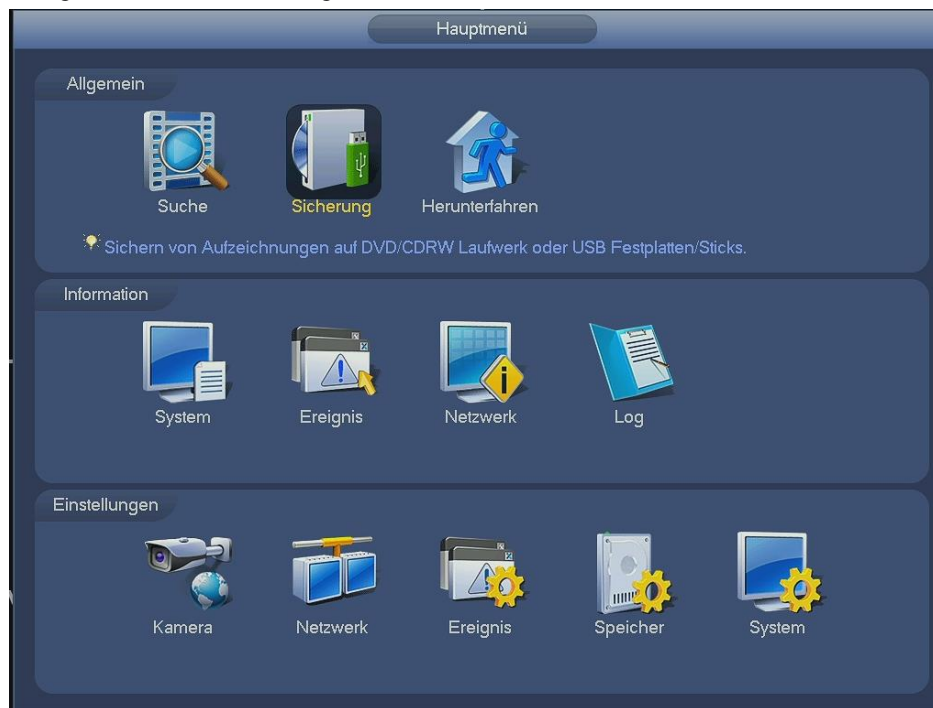 Hauptmenü
Allgemein
Suche
Sicherung
Herunterfahren
Sichern von Aufzeichnungen auf DVD/CDRW Laufwerk oder USB Festplatten/Sticks.
Information
System
Ereignis
Netzwerk
Log
Einstellungen
Kamera
Netzwerk
Ereignis
Speicher
System